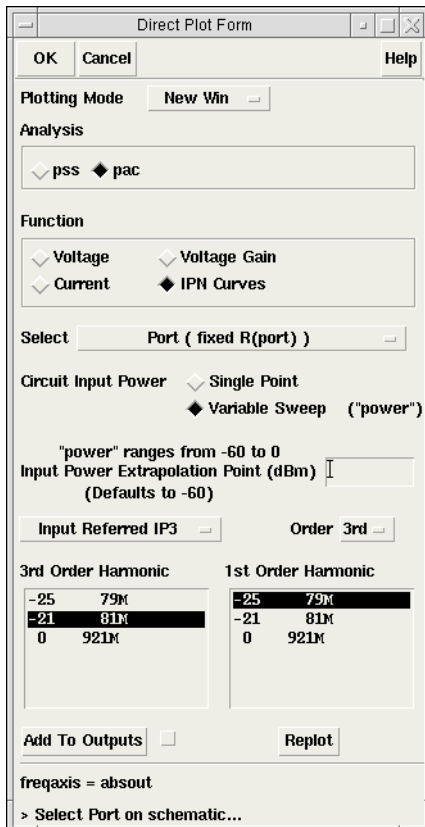 Direct Plot Form
OK Cancel Help
Plotting Mode New Win
Analysis
pss pac
Function
Voltage Voltage Gain
Current IPN Curves
Select Port ( fixed R(port) )
Circuit Input Power Single Point
Variable Sweep ("power")
"power" ranges from -60 to 0
Input Power Extrapolation Point (dBm)
(Defaults to -60)
Input Referred IP3 Order 3rd
3rd Order Harmonic 1st Order Harmonic
-25 79M -25 79M
-21 81M -21 81M
0 921M 0 921M
Add To Outputs Replot
freqaxis = absout
> Select Port on schematic...